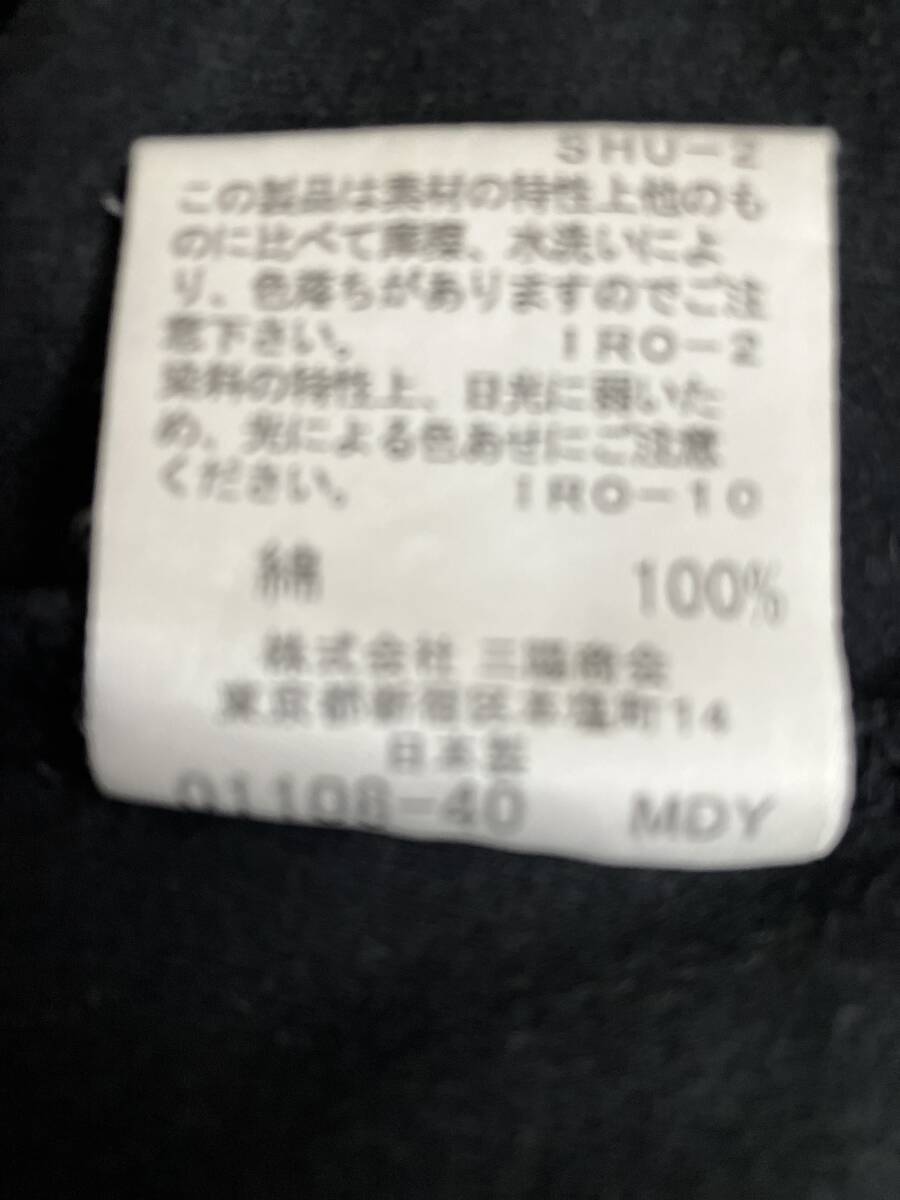 SHU-2
この製品は素材の特性上他のも
のに比べて摩擦、水洗いによ
り、色落ちがありますのでご注
意下さい。 IRO-2
染料の特性上、日光に弱いた
め、光による色あせにご注意
ください。 IRO-10
綿 100%
株式会社 三陽商会
東京都新宿区本塩町14
日本製
01108-40 MDY